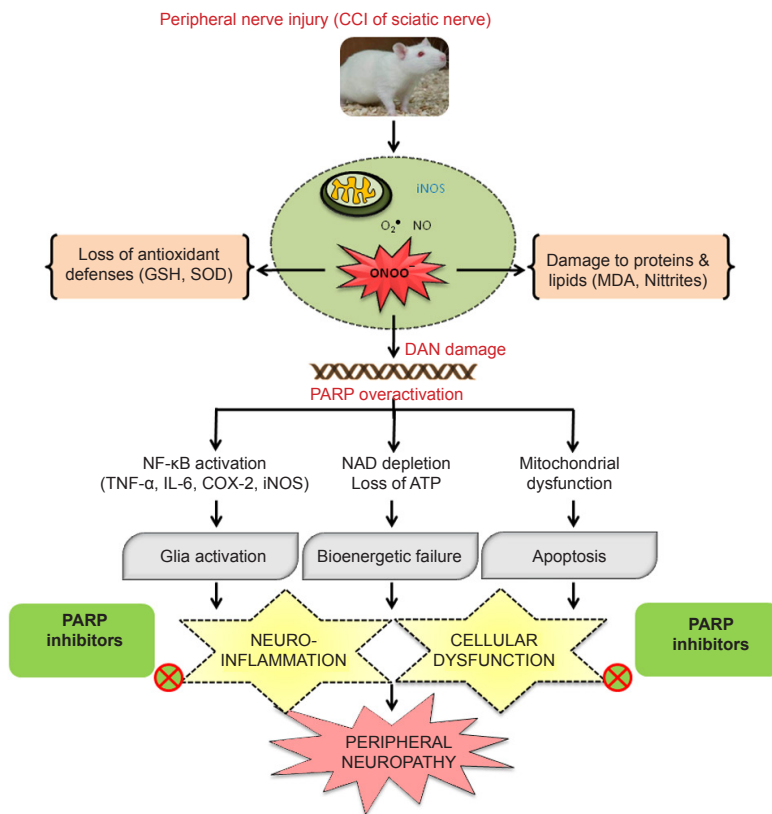 Peripheral nerve injury (CCI of sciatic nerve)
iNOS
O₂• NO
Loss of antioxidant
defenses (GSH, SOD)
ONOO⁻
Damage to proteins &
lipids (MDA, Nittrites)
DAN damage
PARP overactivation
NF-κB activation
(TNF-α, IL-6, COX-2, iNOS)
NAD depletion
Loss of ATP
Mitochondrial
dysfunction
Glia activation
Bioenergetic failure
Apoptosis
PARP
inhibitors
NEURO-
INFLAMMATION
CELLULAR
DYSFUNCTION
PARP
inhibitors
PERIPHERAL
NEUROPATHY